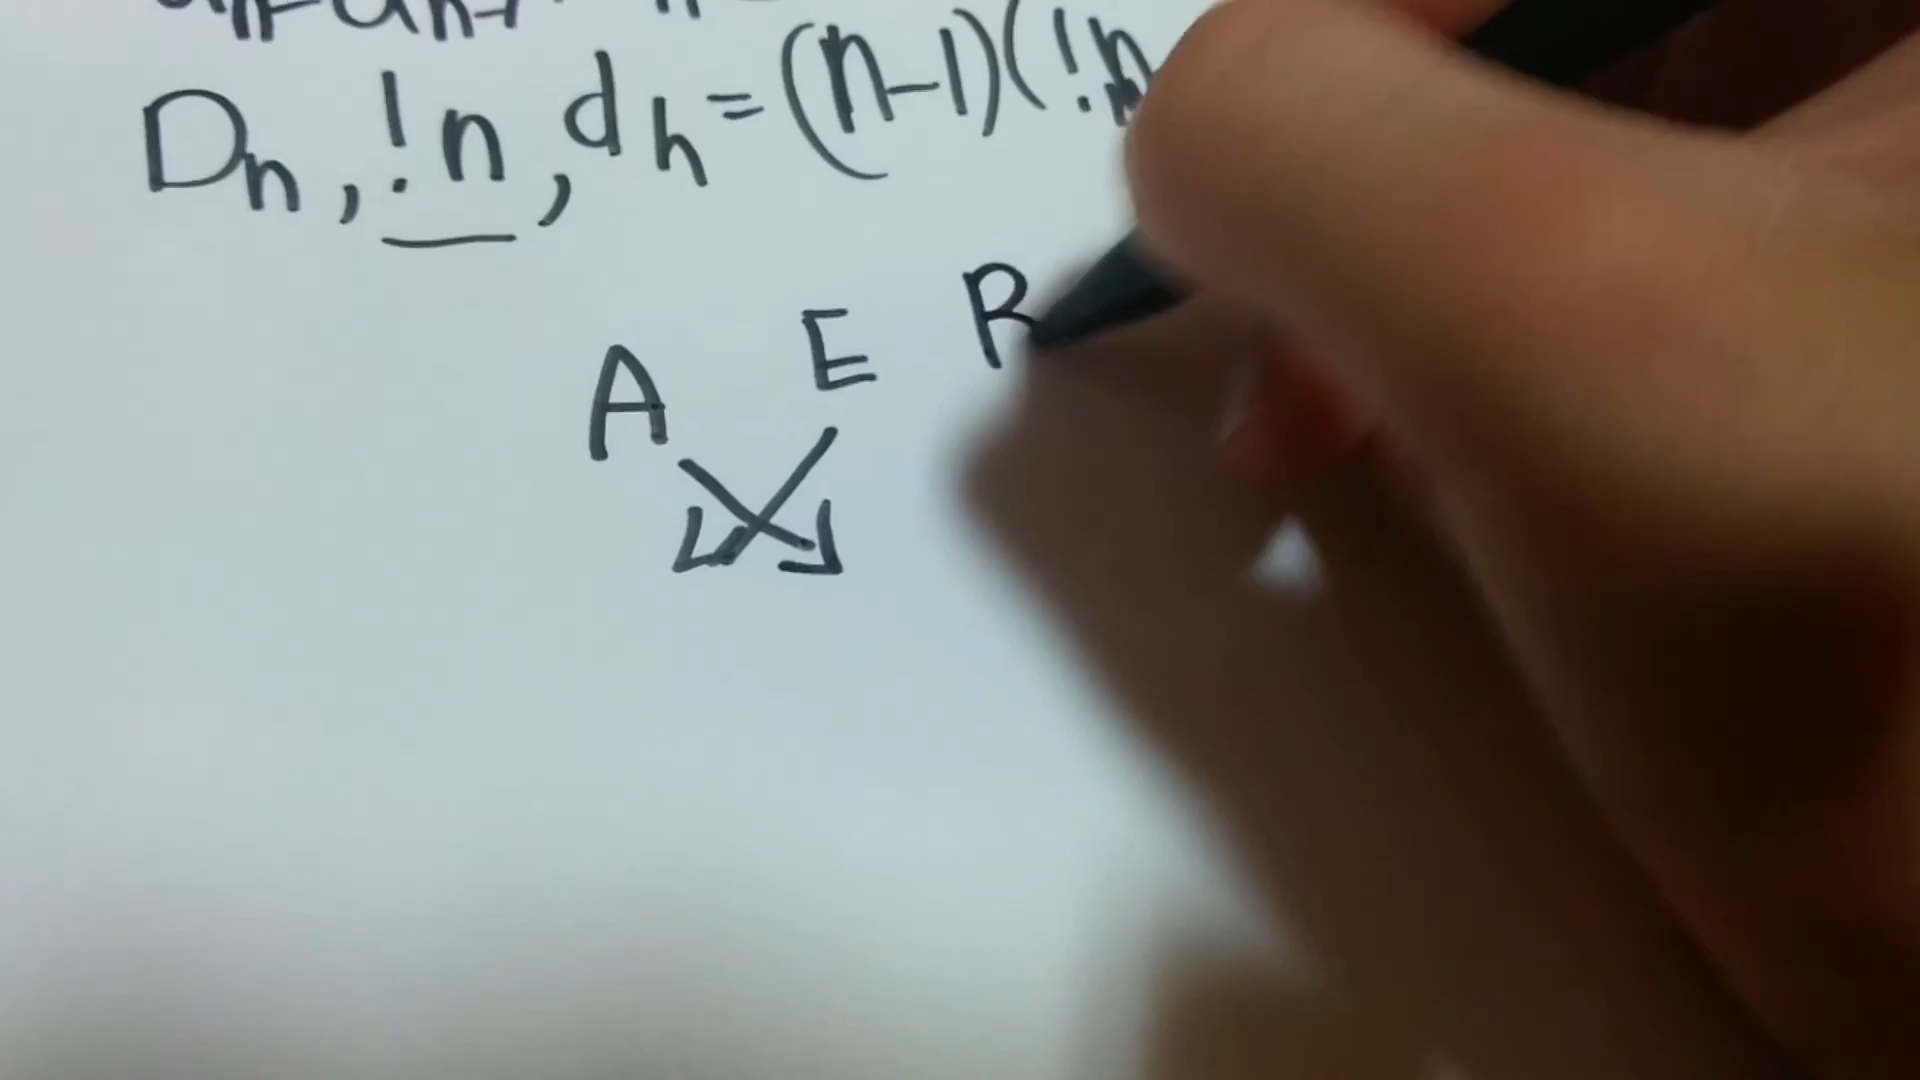 Dn, !n, dn = (n-1)(!n
A E R